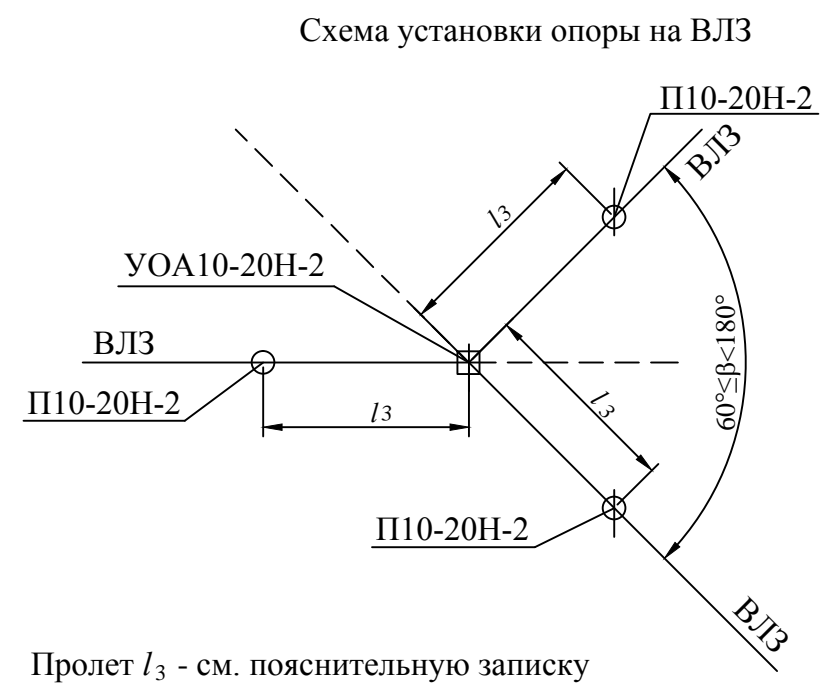 Схема установки опоры на ВЛЗ
П10-20Н-2
ВЛЗ
l3
УОА10-20Н-2
ВЛЗ
П10-20Н-2
l3
l3
60°≤β<180°
П10-20Н-2
ВЛЗ
Пролет l3 - см. пояснительную записку